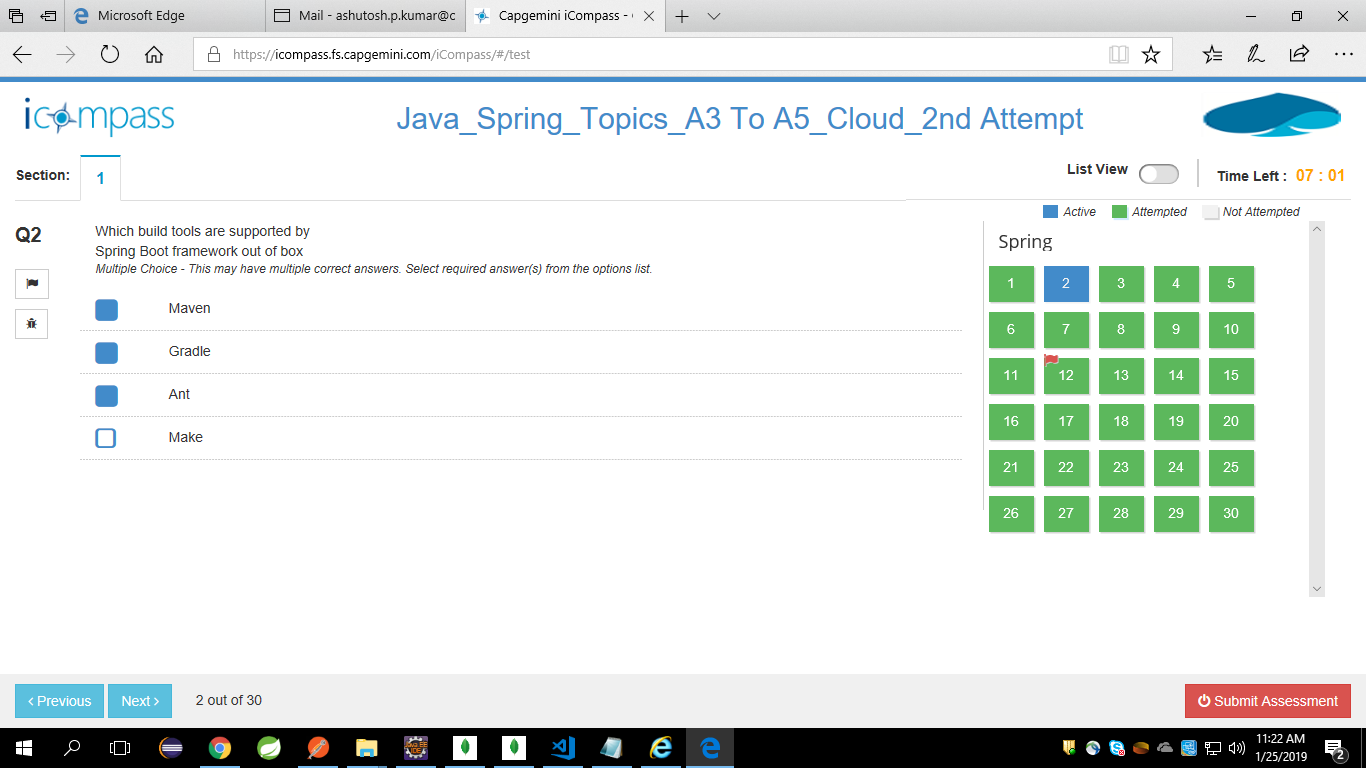 Microsoft Edge
Mail - ashutosh.p.kumar@c
Capgemini iCompass -
https://icompass.fs.capgemini.com/iCompass/#/test
icompass
Java_Spring_Topics_A3 To A5_Cloud_2nd Attempt
Section:
1
List View
Time Left : 07 : 01
Active
Attempted
Not Attempted
Q2
Which build tools are supported by
Spring Boot framework out of box
Multiple Choice - This may have multiple correct answers. Select required answer(s) from the options list.
Maven
Gradle
Ant
Make
Spring
1 2 3 4 5
6 7 8 9 10
11 12 13 14 15
16 17 18 19 20
21 22 23 24 25
26 27 28 29 30
< Previous
Next >
2 out of 30
Submit Assessment
11:22 AM
1/25/2019
2